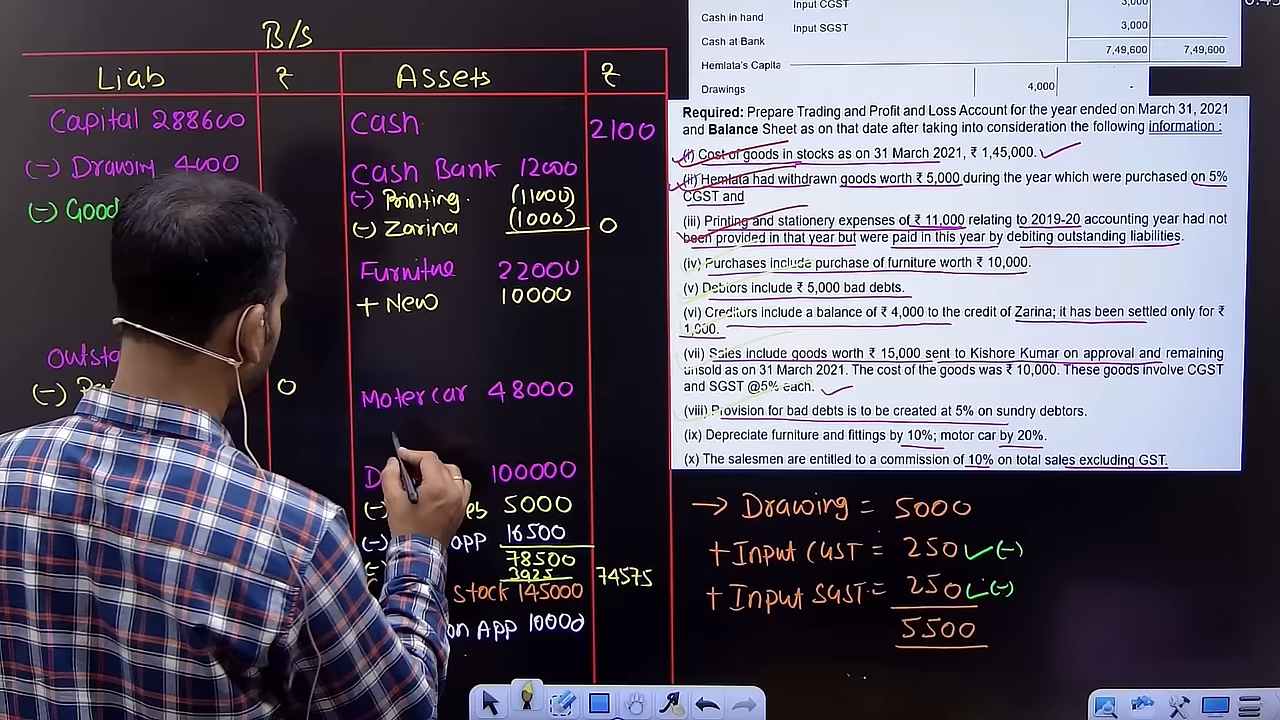 B/S
Liab ₹ Assets ₹
Capital 288600
(-) Drawing 4000
(-) Good
Outsta
(-)
0
Cash 2100
Cash Bank 12000
(-) Printing. (11000)
(-) Zarina (1000) 0
Furnitue 22000
+ New 10000
Moter car 48000
D 100000
(-) es 5000
(-) opp 16500
(-) 78500
3925 74575
stock 145000
on App 10000
Input CGST 3,000
Cash in hand
Input SGST 3,000
Cash at Bank
7,49,600 7,49,600
Hemlata's Capita
Drawings 4,000 -
Required: Prepare Trading and Profit and Loss Account for the year ended on March 31, 2021
and Balance Sheet as on that date after taking into consideration the following information :
(i) Cost of goods in stocks as on 31 March 2021, ₹ 1,45,000.
(ii) Hemlata had withdrawn goods worth ₹ 5,000 during the year which were purchased on 5%
CGST and
(iii) Printing and stationery expenses of ₹ 11,000 relating to 2019-20 accounting year had not
been provided in that year but were paid in this year by debiting outstanding liabilities.
(iv) Purchases include purchase of furniture worth ₹ 10,000.
(v) Debtors include ₹ 5,000 bad debts.
(vi) Creditors include a balance of ₹ 4,000 to the credit of Zarina; it has been settled only for ₹
1,000.
(vii) Sales include goods worth ₹ 15,000 sent to Kishore Kumar on approval and remaining
unsold as on 31 March 2021. The cost of the goods was ₹ 10,000. These goods involve CGST
and SGST @5% each.
(viii) Provision for bad debts is to be created at 5% on sundry debtors.
(ix) Depreciate furniture and fittings by 10%; motor car by 20%.
(x) The salesmen are entitled to a commission of 10% on total sales excluding GST.
→ Drawing = 5000
+ Input CGST = 250 (-)
+ Input SGST = 250 (-)
5500